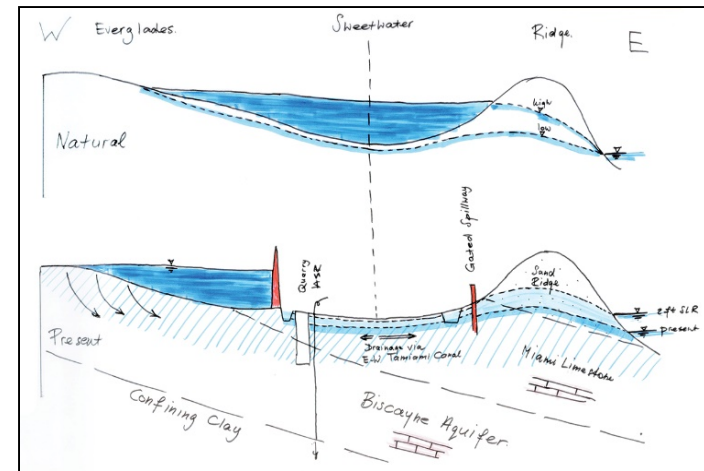 W Everglades. Sweetwater Ridge. E
Natural
high
low
Gated Spillway
Quarry
ASR
Sand
Ridge
2ft SLR
present
Present
Drainage via
E-W Tamiami Canal
Miami Limestone
Confining Clay
Biscayne Aquifer.